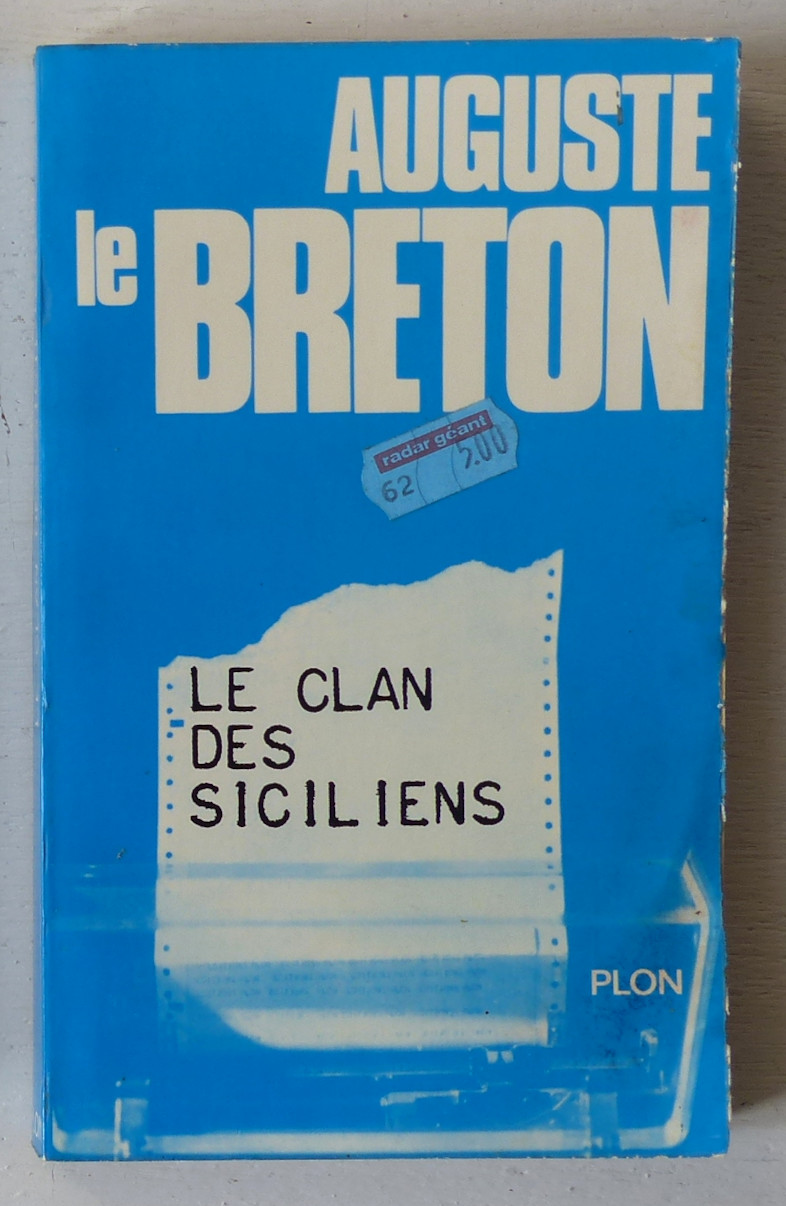 AUGUSTE
le BRETON
radar géant
62 5.00
LE CLAN
DES
SICILIENS
PLON